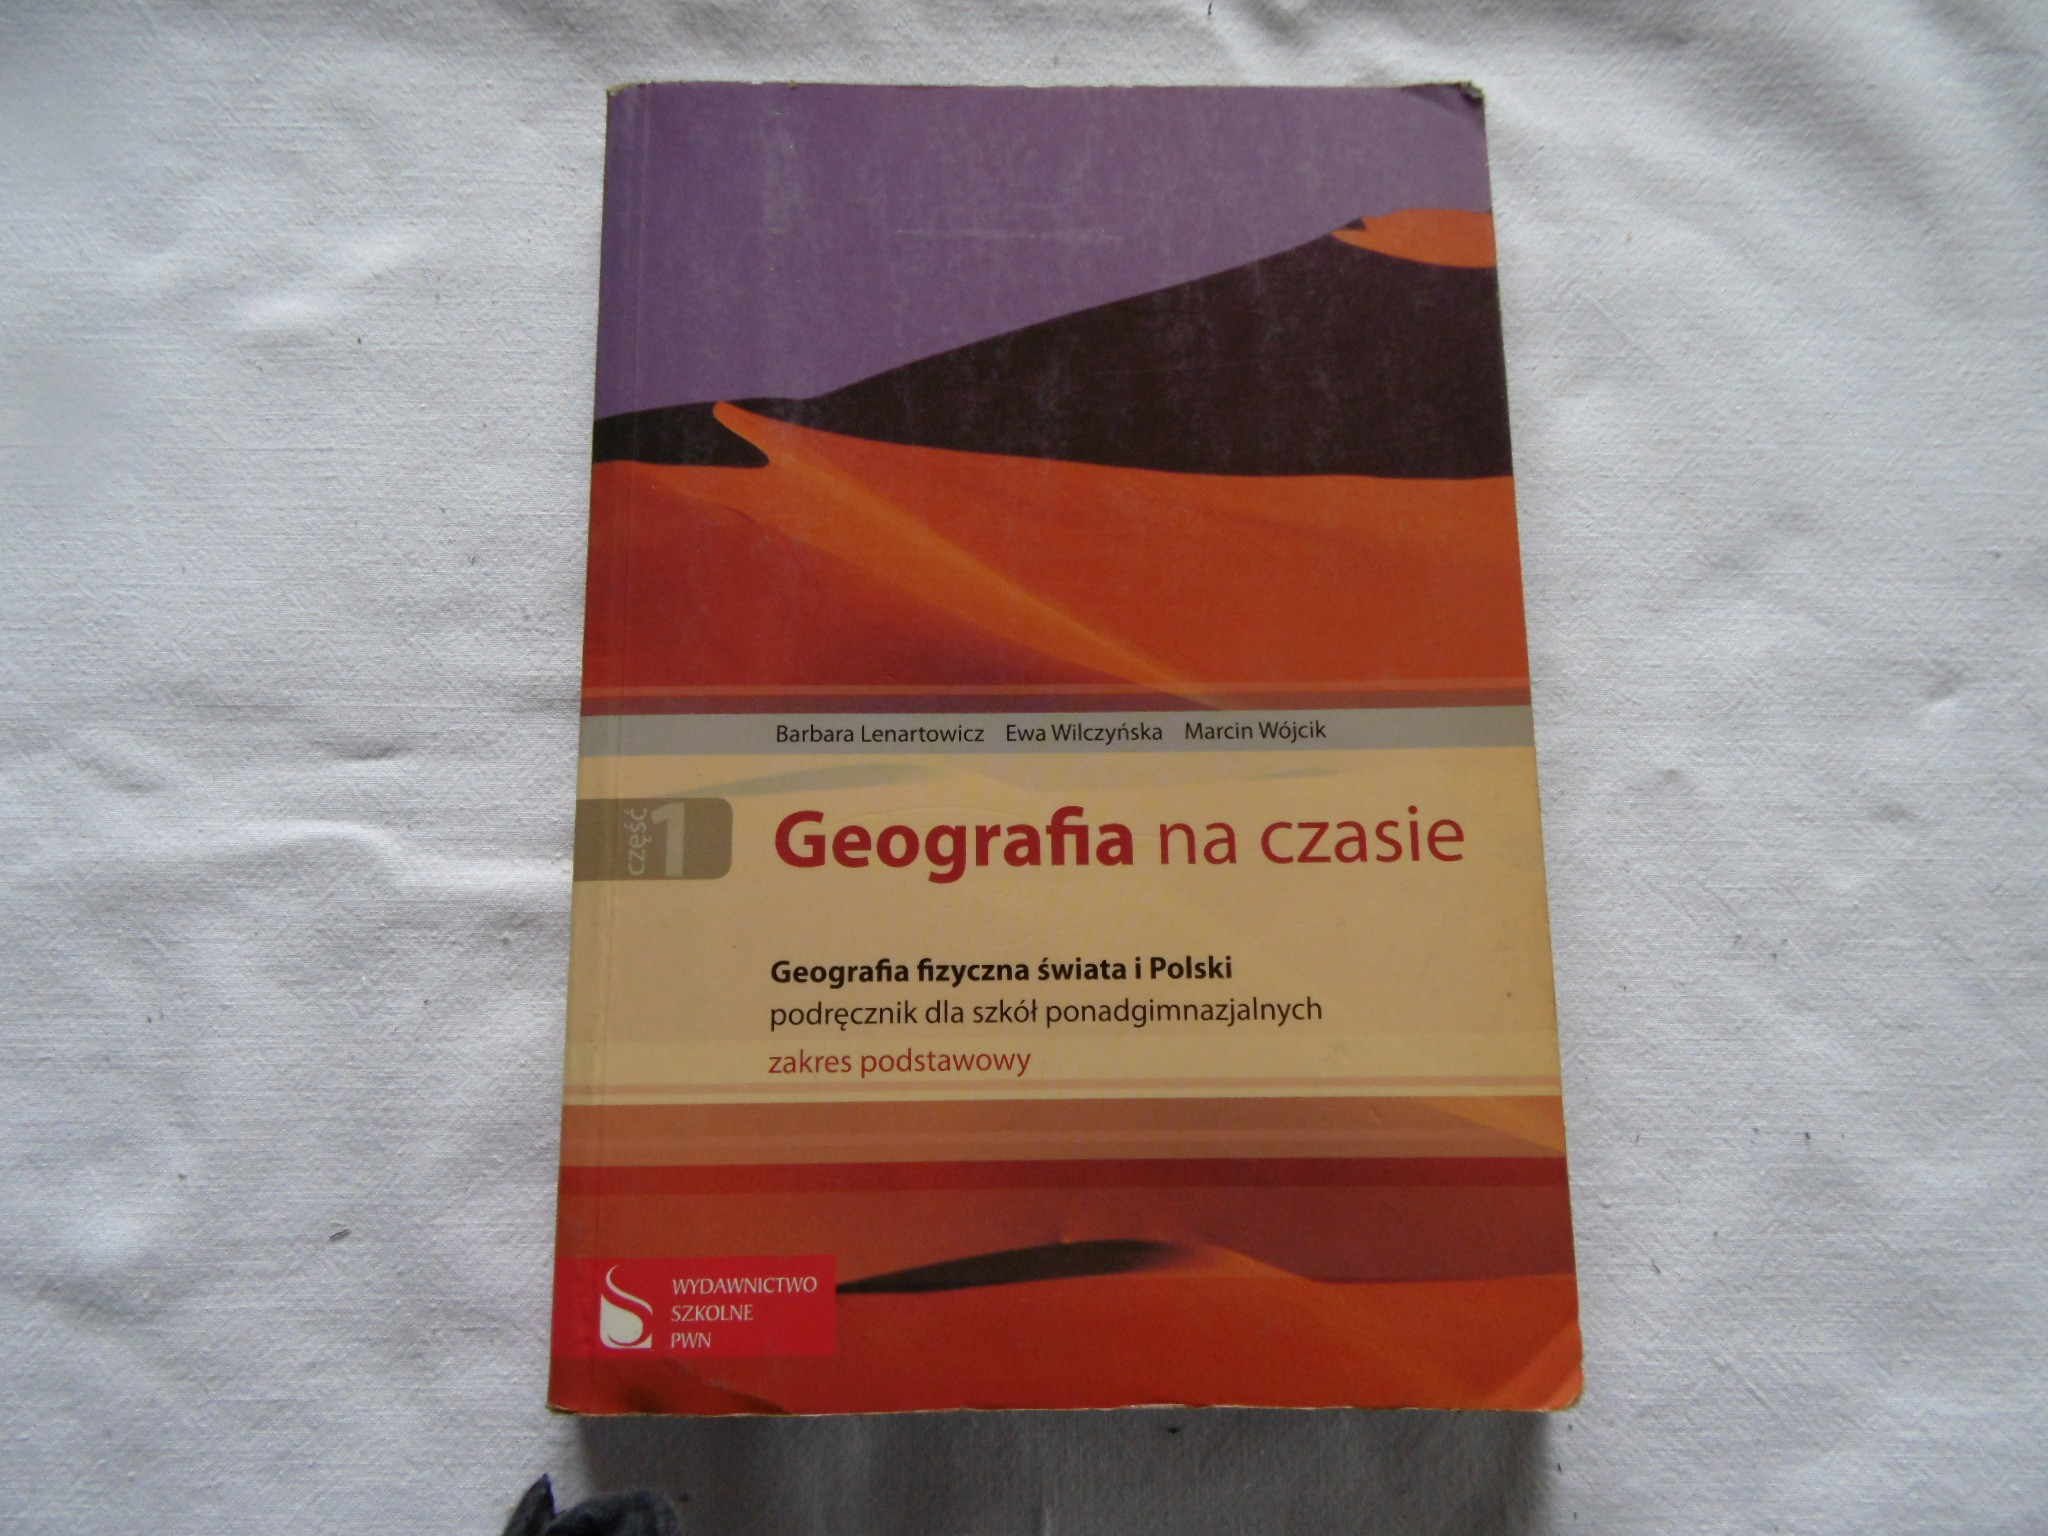 Barbara Lenartowicz Ewa Wilczyńska Marcin Wójcik
część 1
Geografia na czasie
Geografia fizyczna świata i Polski
podręcznik dla szkół ponadgimnazjalnych
zakres podstawowy
WYDAWNICTWO
SZKOLNE
PWN